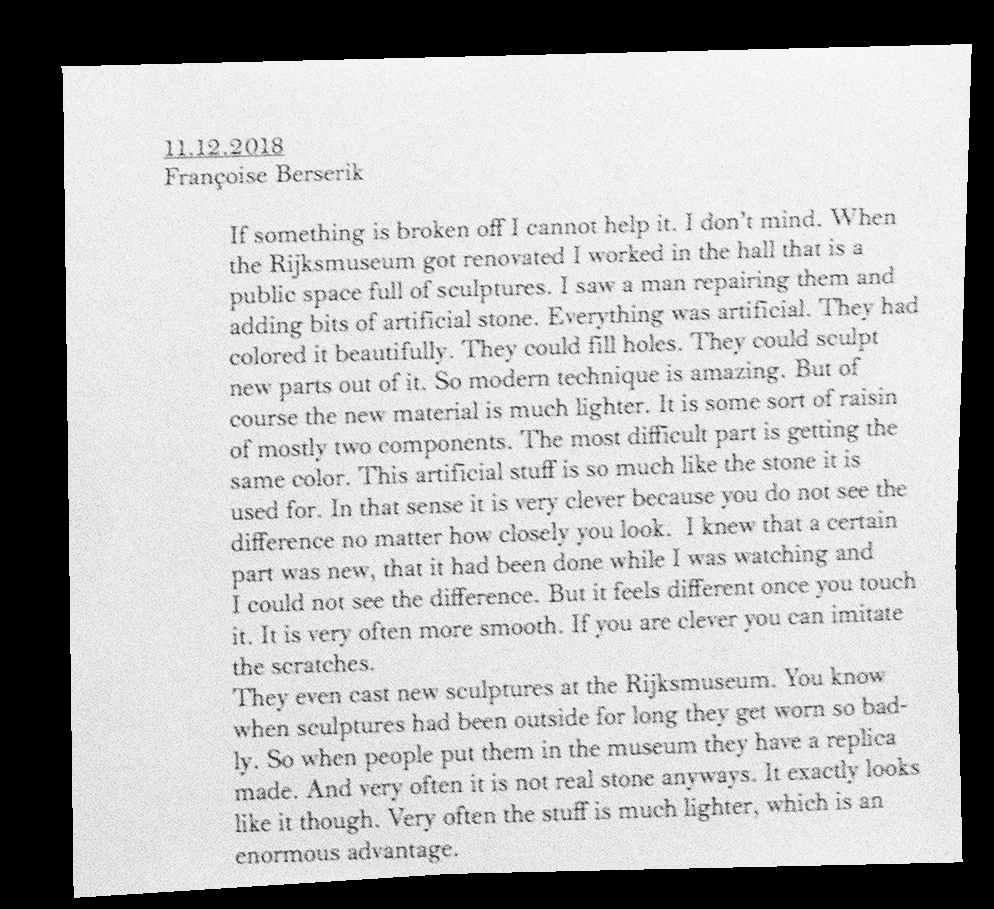 11.12.2018
Françoise Berserik
If something is broken off I cannot help it. I don't mind. When
the Rijksmuseum got renovated I worked in the hall that is a
public space full of sculptures. I saw a man repairing them and
adding bits of artificial stone. Everything was artificial. They had
colored it beautifully. They could fill holes. They could sculpt
new parts out of it. So modern technique is amazing. But of
course the new material is much lighter. It is some sort of raisin
of mostly two components. The most difficult part is getting the
same color. This artificial stuff is so much like the stone it is
used for. In that sense it is very clever because you do not see the
difference no matter how closely you look.  I knew that a certain
part was new, that it had been done while I was watching and
I could not see the difference. But it feels different once you touch
it. It is very often more smooth. If you are clever you can imitate
the scratches.
They even cast new sculptures at the Rijksmuseum. You know
when sculptures had been outside for long they get worn so bad-
ly. So when people put them in the museum they have a replica
made. And very often it is not real stone anyways. It exactly looks
like it though. Very often the stuff is much lighter, which is an
enormous advantage.